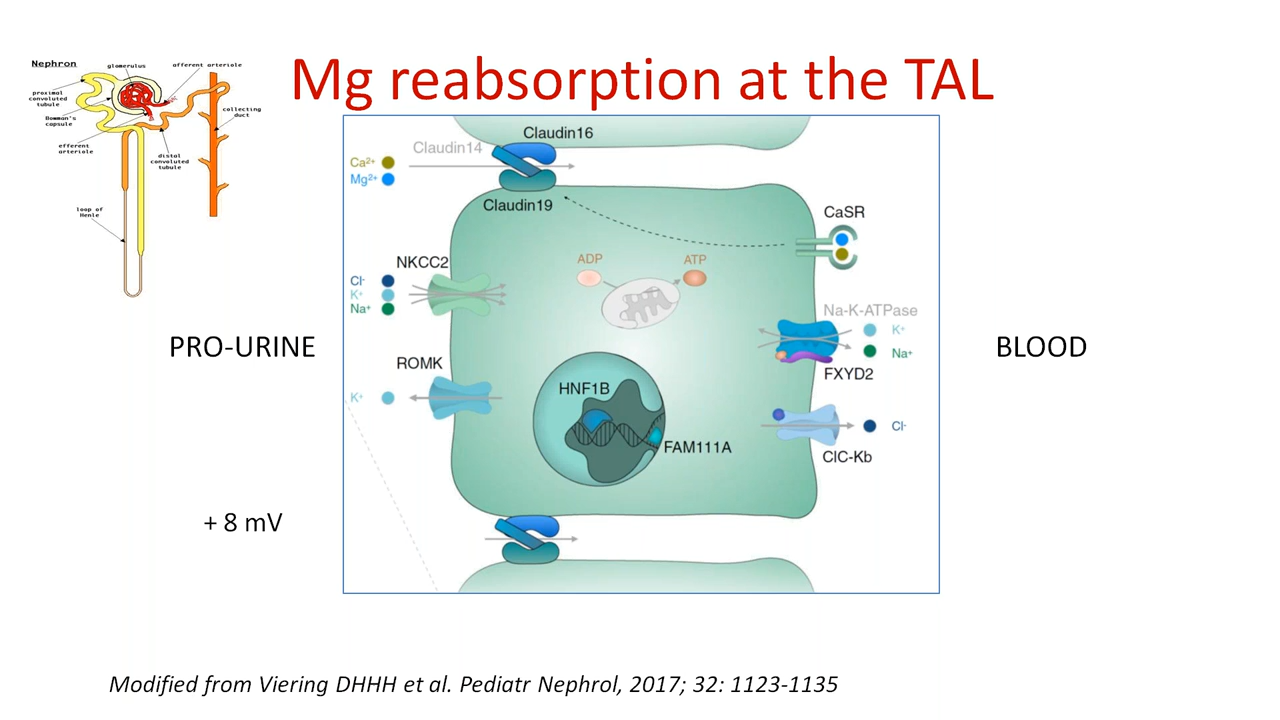 Mg reabsorption at the TAL
Nephron
glomerulus
afferent arteriole
proximal
convoluted
tubule
Bowman's
capsule
efferent
arteriole
distal
convoluted
tubule
collecting
duct
loop of
Henle
Claudin16
Claudin14
Ca²⁺
Mg²⁺
Claudin19
CaSR
NKCC2
ADP
ATP
Cl⁻
K⁺
Na⁺
Na-K-ATPase
K⁺
Na⁺
FXYD2
PRO-URINE
BLOOD
ROMK
K⁺
HNF1B
FAM111A
Cl⁻
ClC-Kb
+ 8 mV
Modified from Viering DHHH et al. Pediatr Nephrol, 2017; 32: 1123-1135